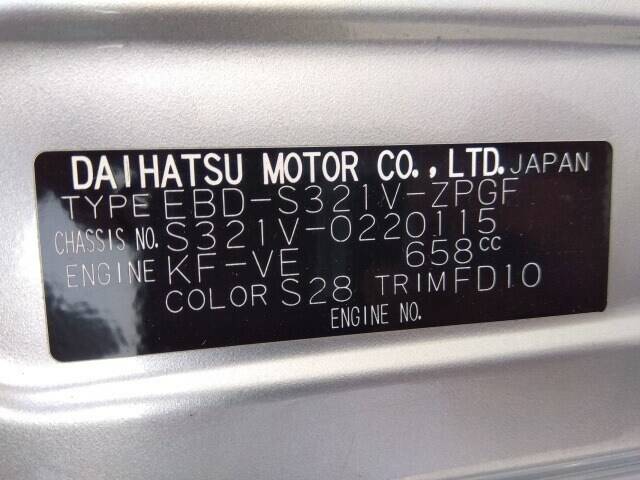 DAIHATSU MOTOR CO., LTD. JAPAN
TYPE EBD-S321V-ZPGF
CHASSIS NO. S321V-0220115
ENGINE KF-VE 658cc
COLOR S28 TRIM FD10
ENGINE NO.